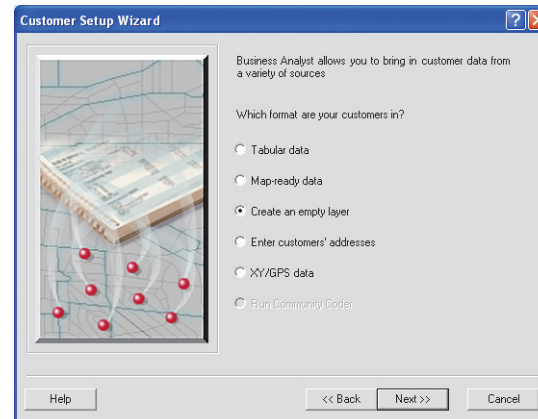 Customer Setup Wizard
Business Analyst allows you to bring in customer data from
a variety of sources
Which format are your customers in?
Tabular data
Map-ready data
Create an empty layer
Enter customers' addresses
XY/GPS data
Run Community Coder
Help
<< Back
Next >>
Cancel